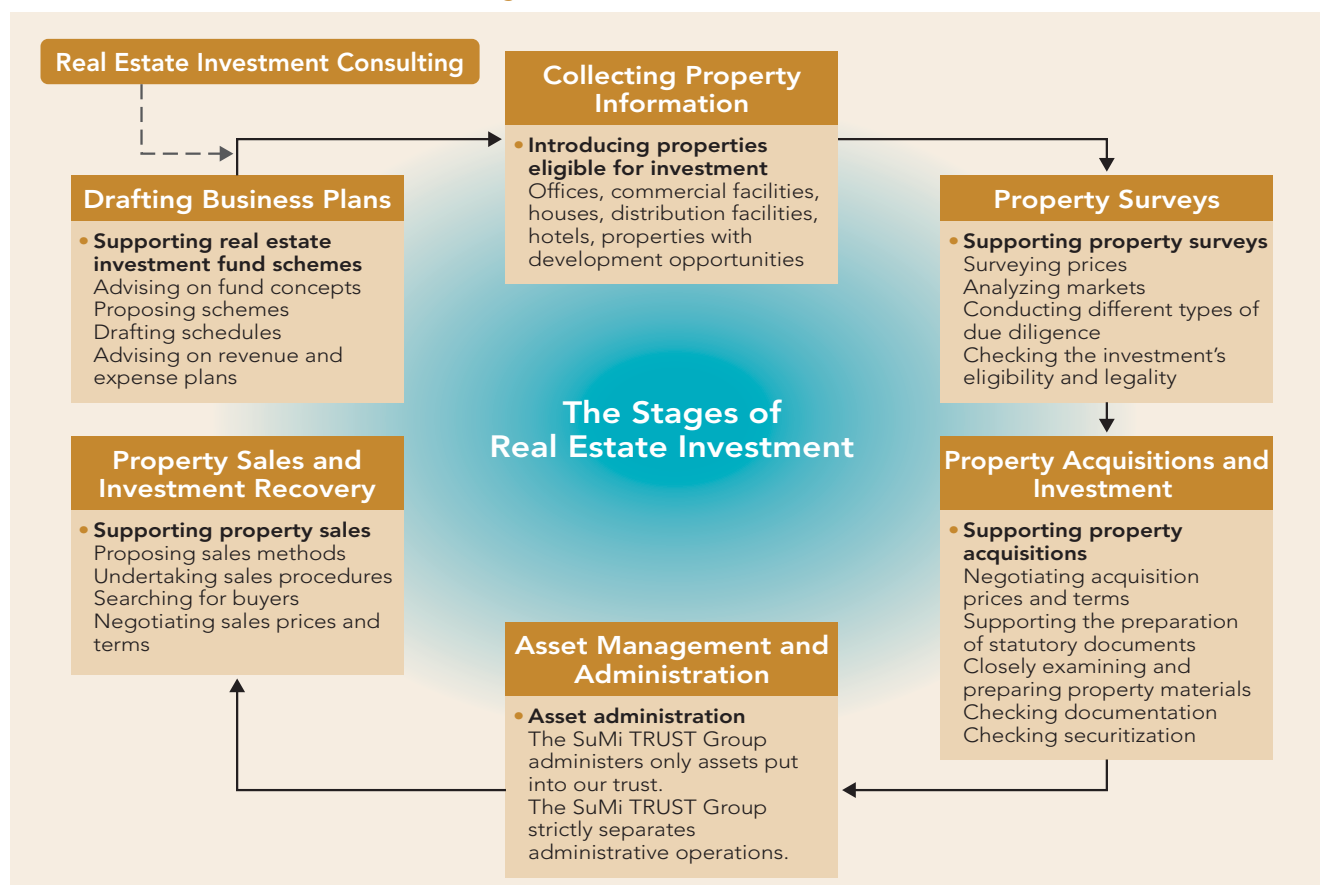 Real Estate Investment Consulting
Collecting Property
Information
• Introducing properties
eligible for investment
Offices, commercial facilities,
houses, distribution facilities,
hotels, properties with
development opportunities
Drafting Business Plans
• Supporting real estate
investment fund schemes
Advising on fund concepts
Proposing schemes
Drafting schedules
Advising on revenue and
expense plans
Property Surveys
• Supporting property surveys
Surveying prices
Analyzing markets
Conducting different types of
due diligence
Checking the investment’s
eligibility and legality
The Stages of
Real Estate Investment
Property Sales and
Investment Recovery
• Supporting property sales
Proposing sales methods
Undertaking sales procedures
Searching for buyers
Negotiating sales prices and
terms
Property Acquisitions and
Investment
• Supporting property
acquisitions
Negotiating acquisition
prices and terms
Supporting the preparation
of statutory documents
Closely examining and
preparing property materials
Checking documentation
Checking securitization
Asset Management and
Administration
• Asset administration
The SuMi TRUST Group
administers only assets put
into our trust.
The SuMi TRUST Group
strictly separates
administrative operations.